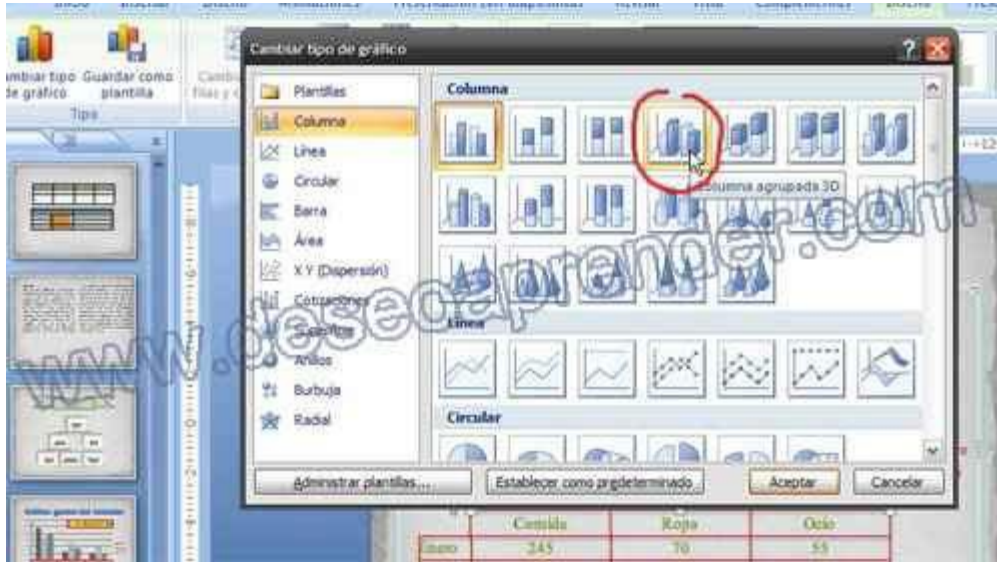 Cambiar tipo de gráfico
Guardar como
de gráfico
plantilla
Tipo
Plantillas
Columna
Línea
Circular
Barra
Área
X Y (Dispersión)
Cotizaciones
Superficie
Anillos
Burbuja
Radial
Columna
Columna agrupada 3D
Línea
Circular
Administrar plantillas...
Establecer como predeterminado
Aceptar
Cancelar
www.deseoaprender.com
Comida Ropa Ocio
Enero 245 70 55